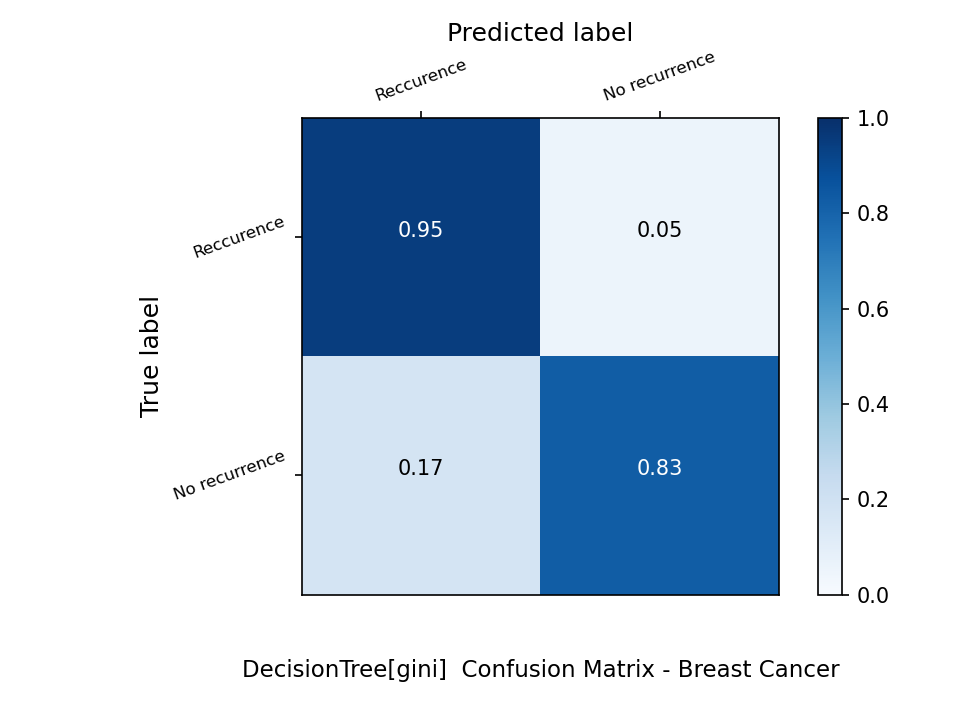 Predicted label
Reccurence
No recurrence
1.0
0.8
0.6
0.4
0.2
0.0
True label
Reccurence
0.95
0.05
No recurrence
0.17
0.83
DecisionTree[gini]  Confusion Matrix - Breast Cancer